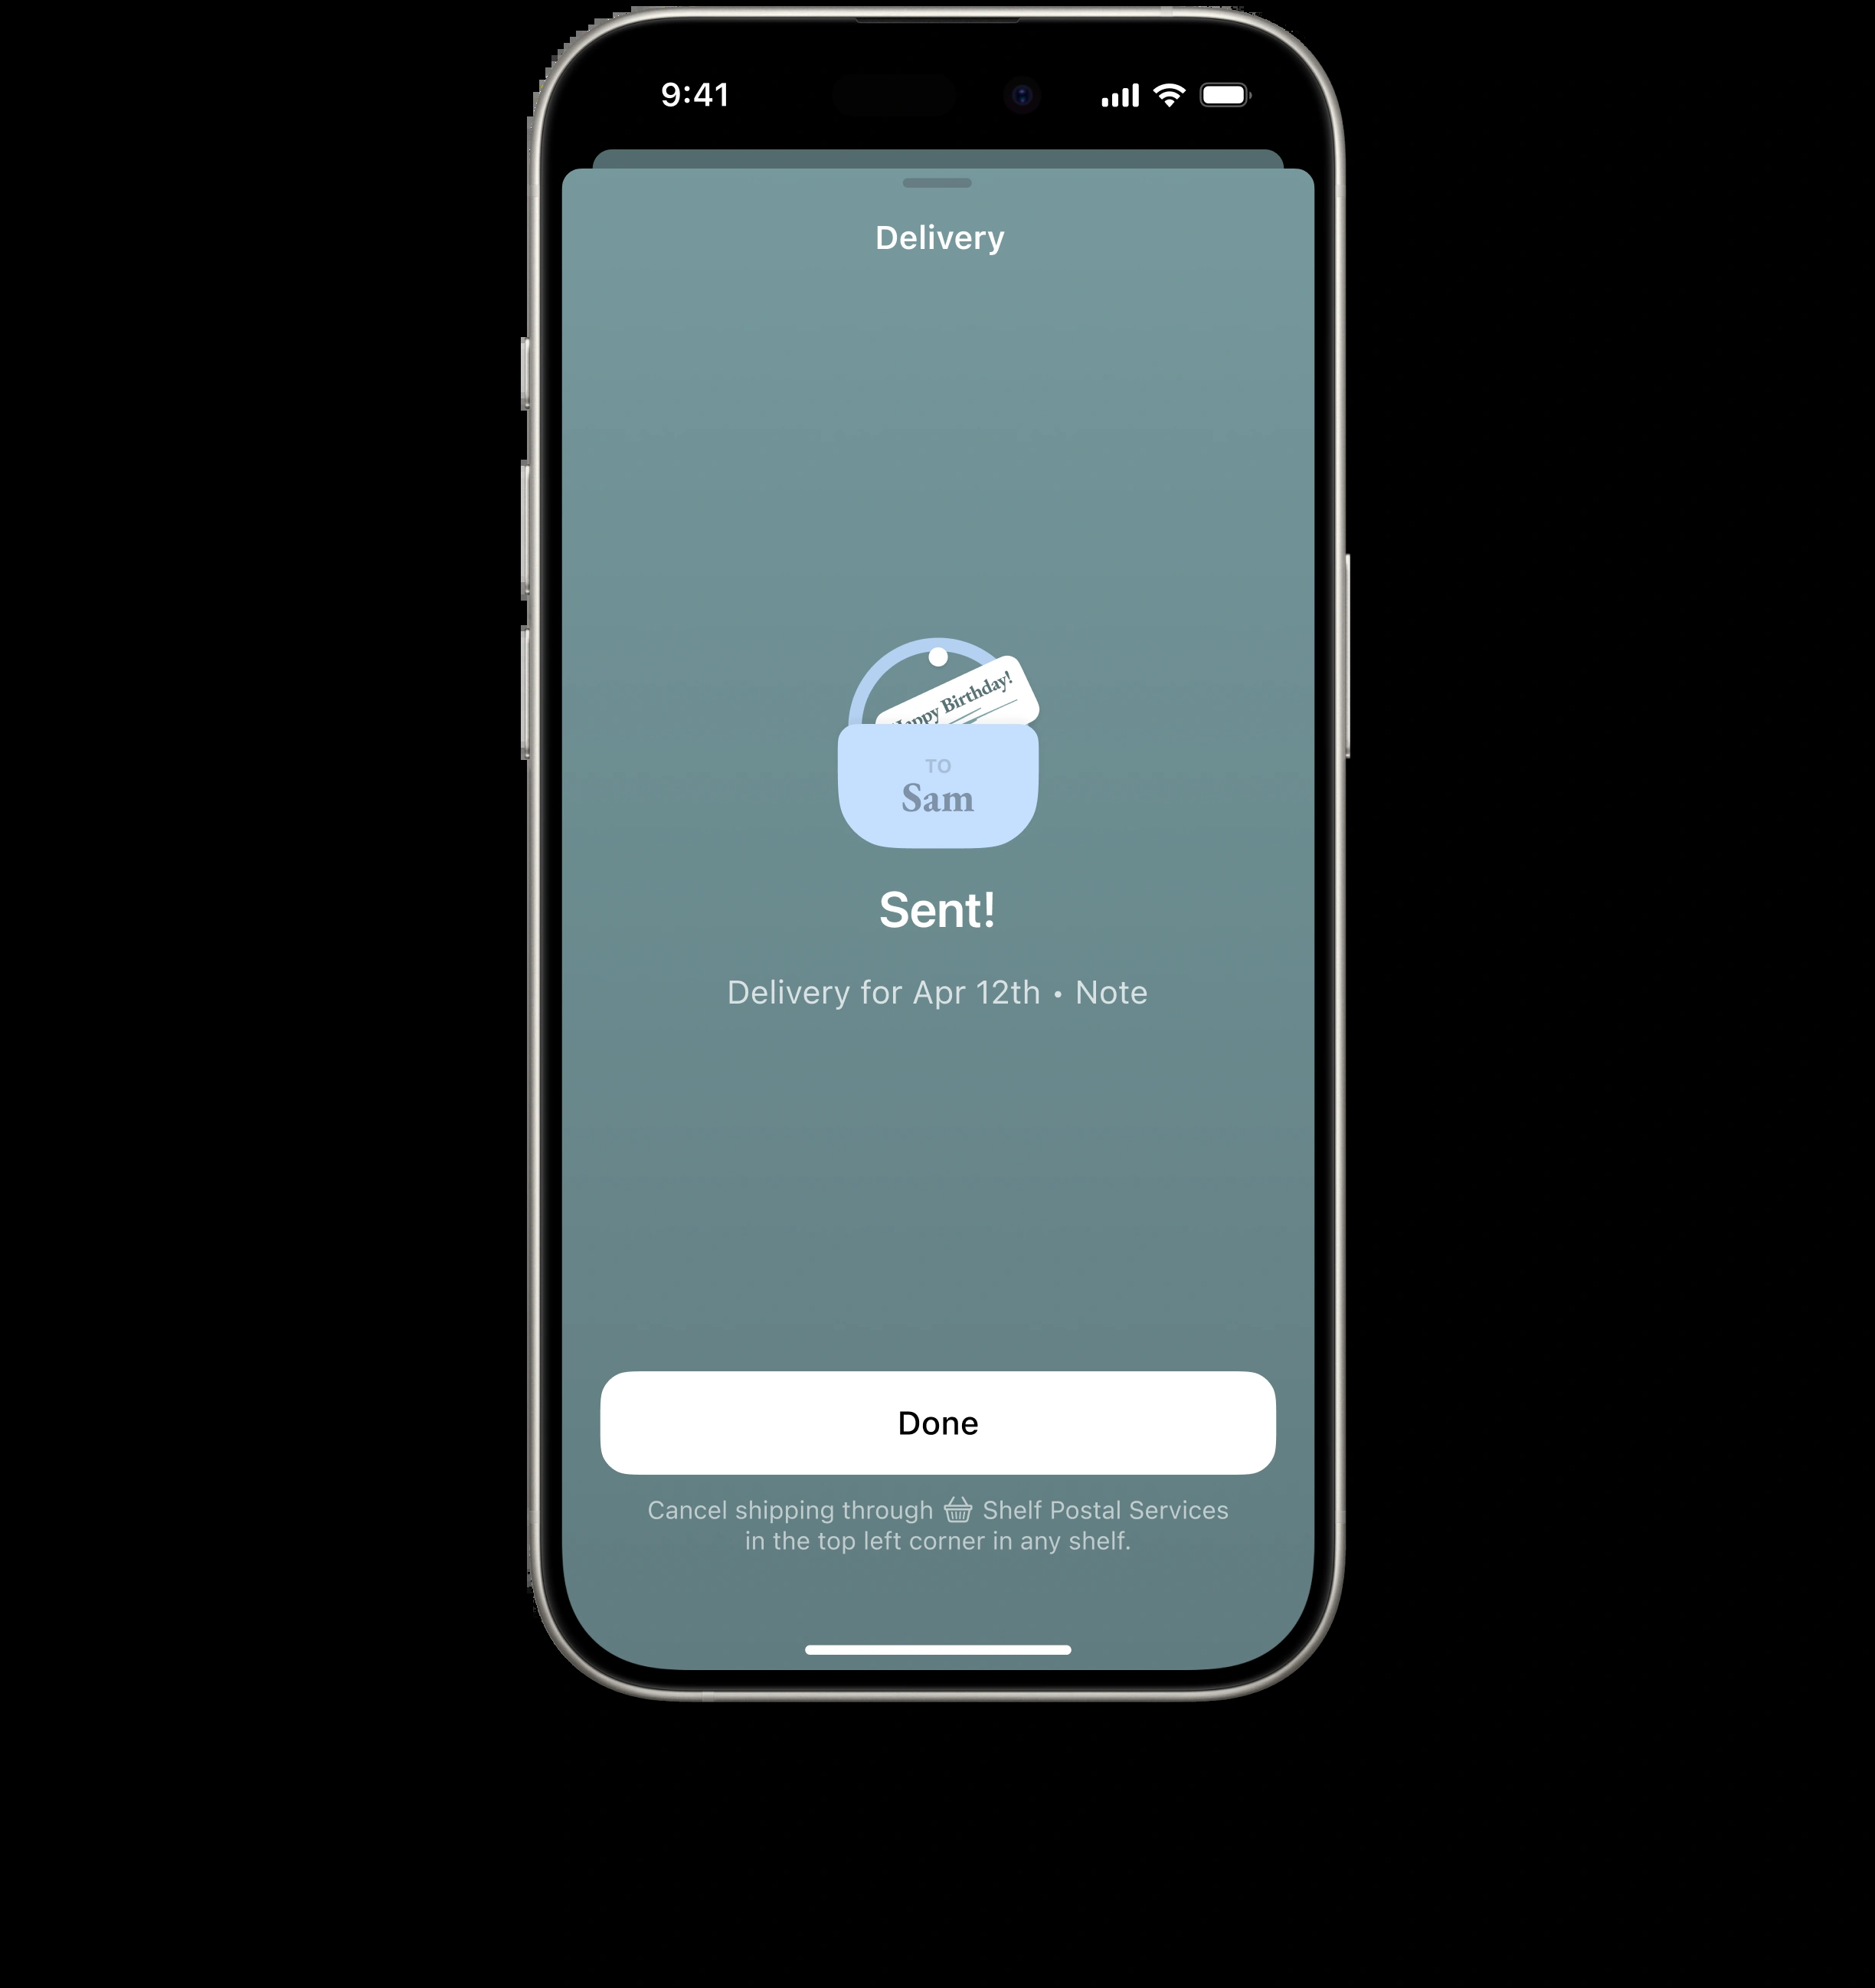 9:41
Delivery
Happy Birthday!
TO
Sam
Sent!
Delivery for Apr 12th • Note
Done
Cancel shipping through Shelf Postal Services
in the top left corner in any shelf.